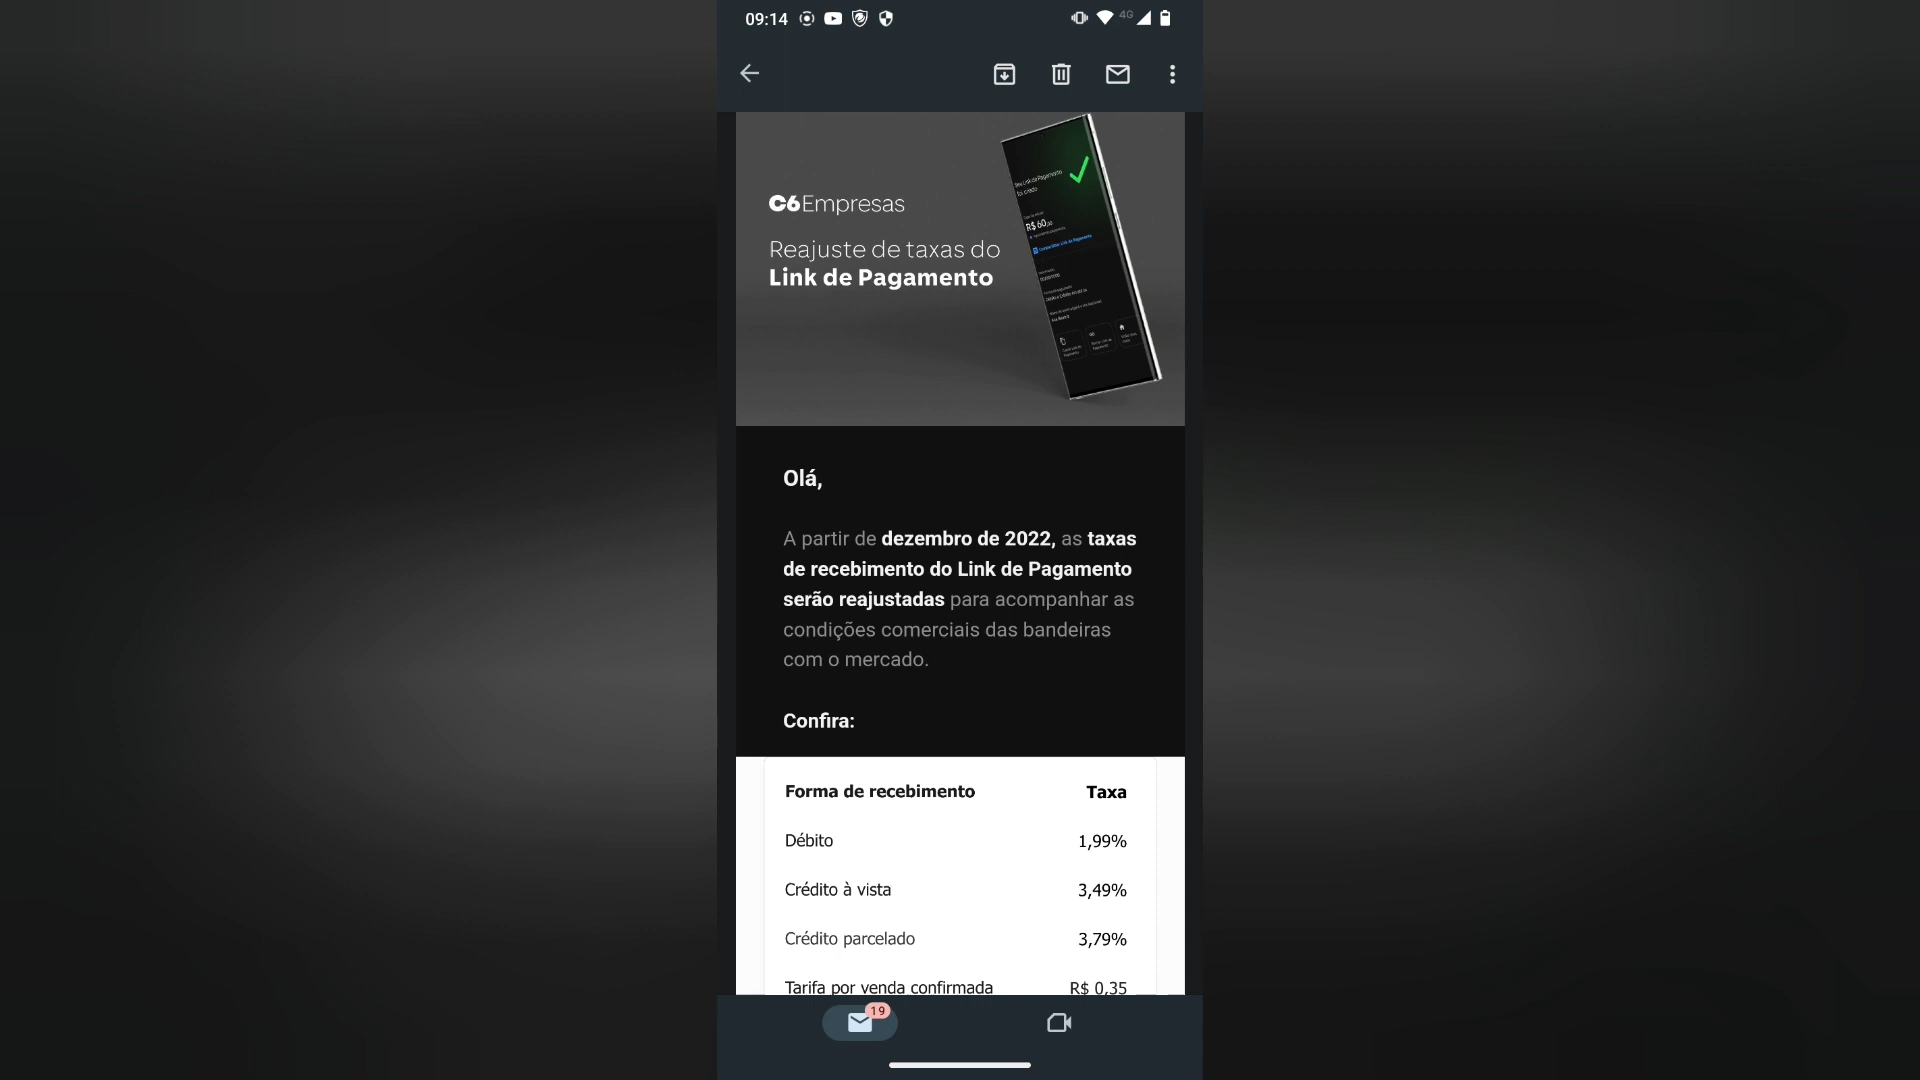 09:14
4G
C6Empresas
Reajuste de taxas do
Link de Pagamento
R$ 60
Olá,
A partir de dezembro de 2022, as taxas
de recebimento do Link de Pagamento
serão reajustadas para acompanhar as
condições comerciais das bandeiras
com o mercado.
Confira:
Forma de recebimento Taxa
Débito 1,99%
Crédito à vista 3,49%
Crédito parcelado 3,79%
Tarifa por venda confirmada R$ 0,35
19